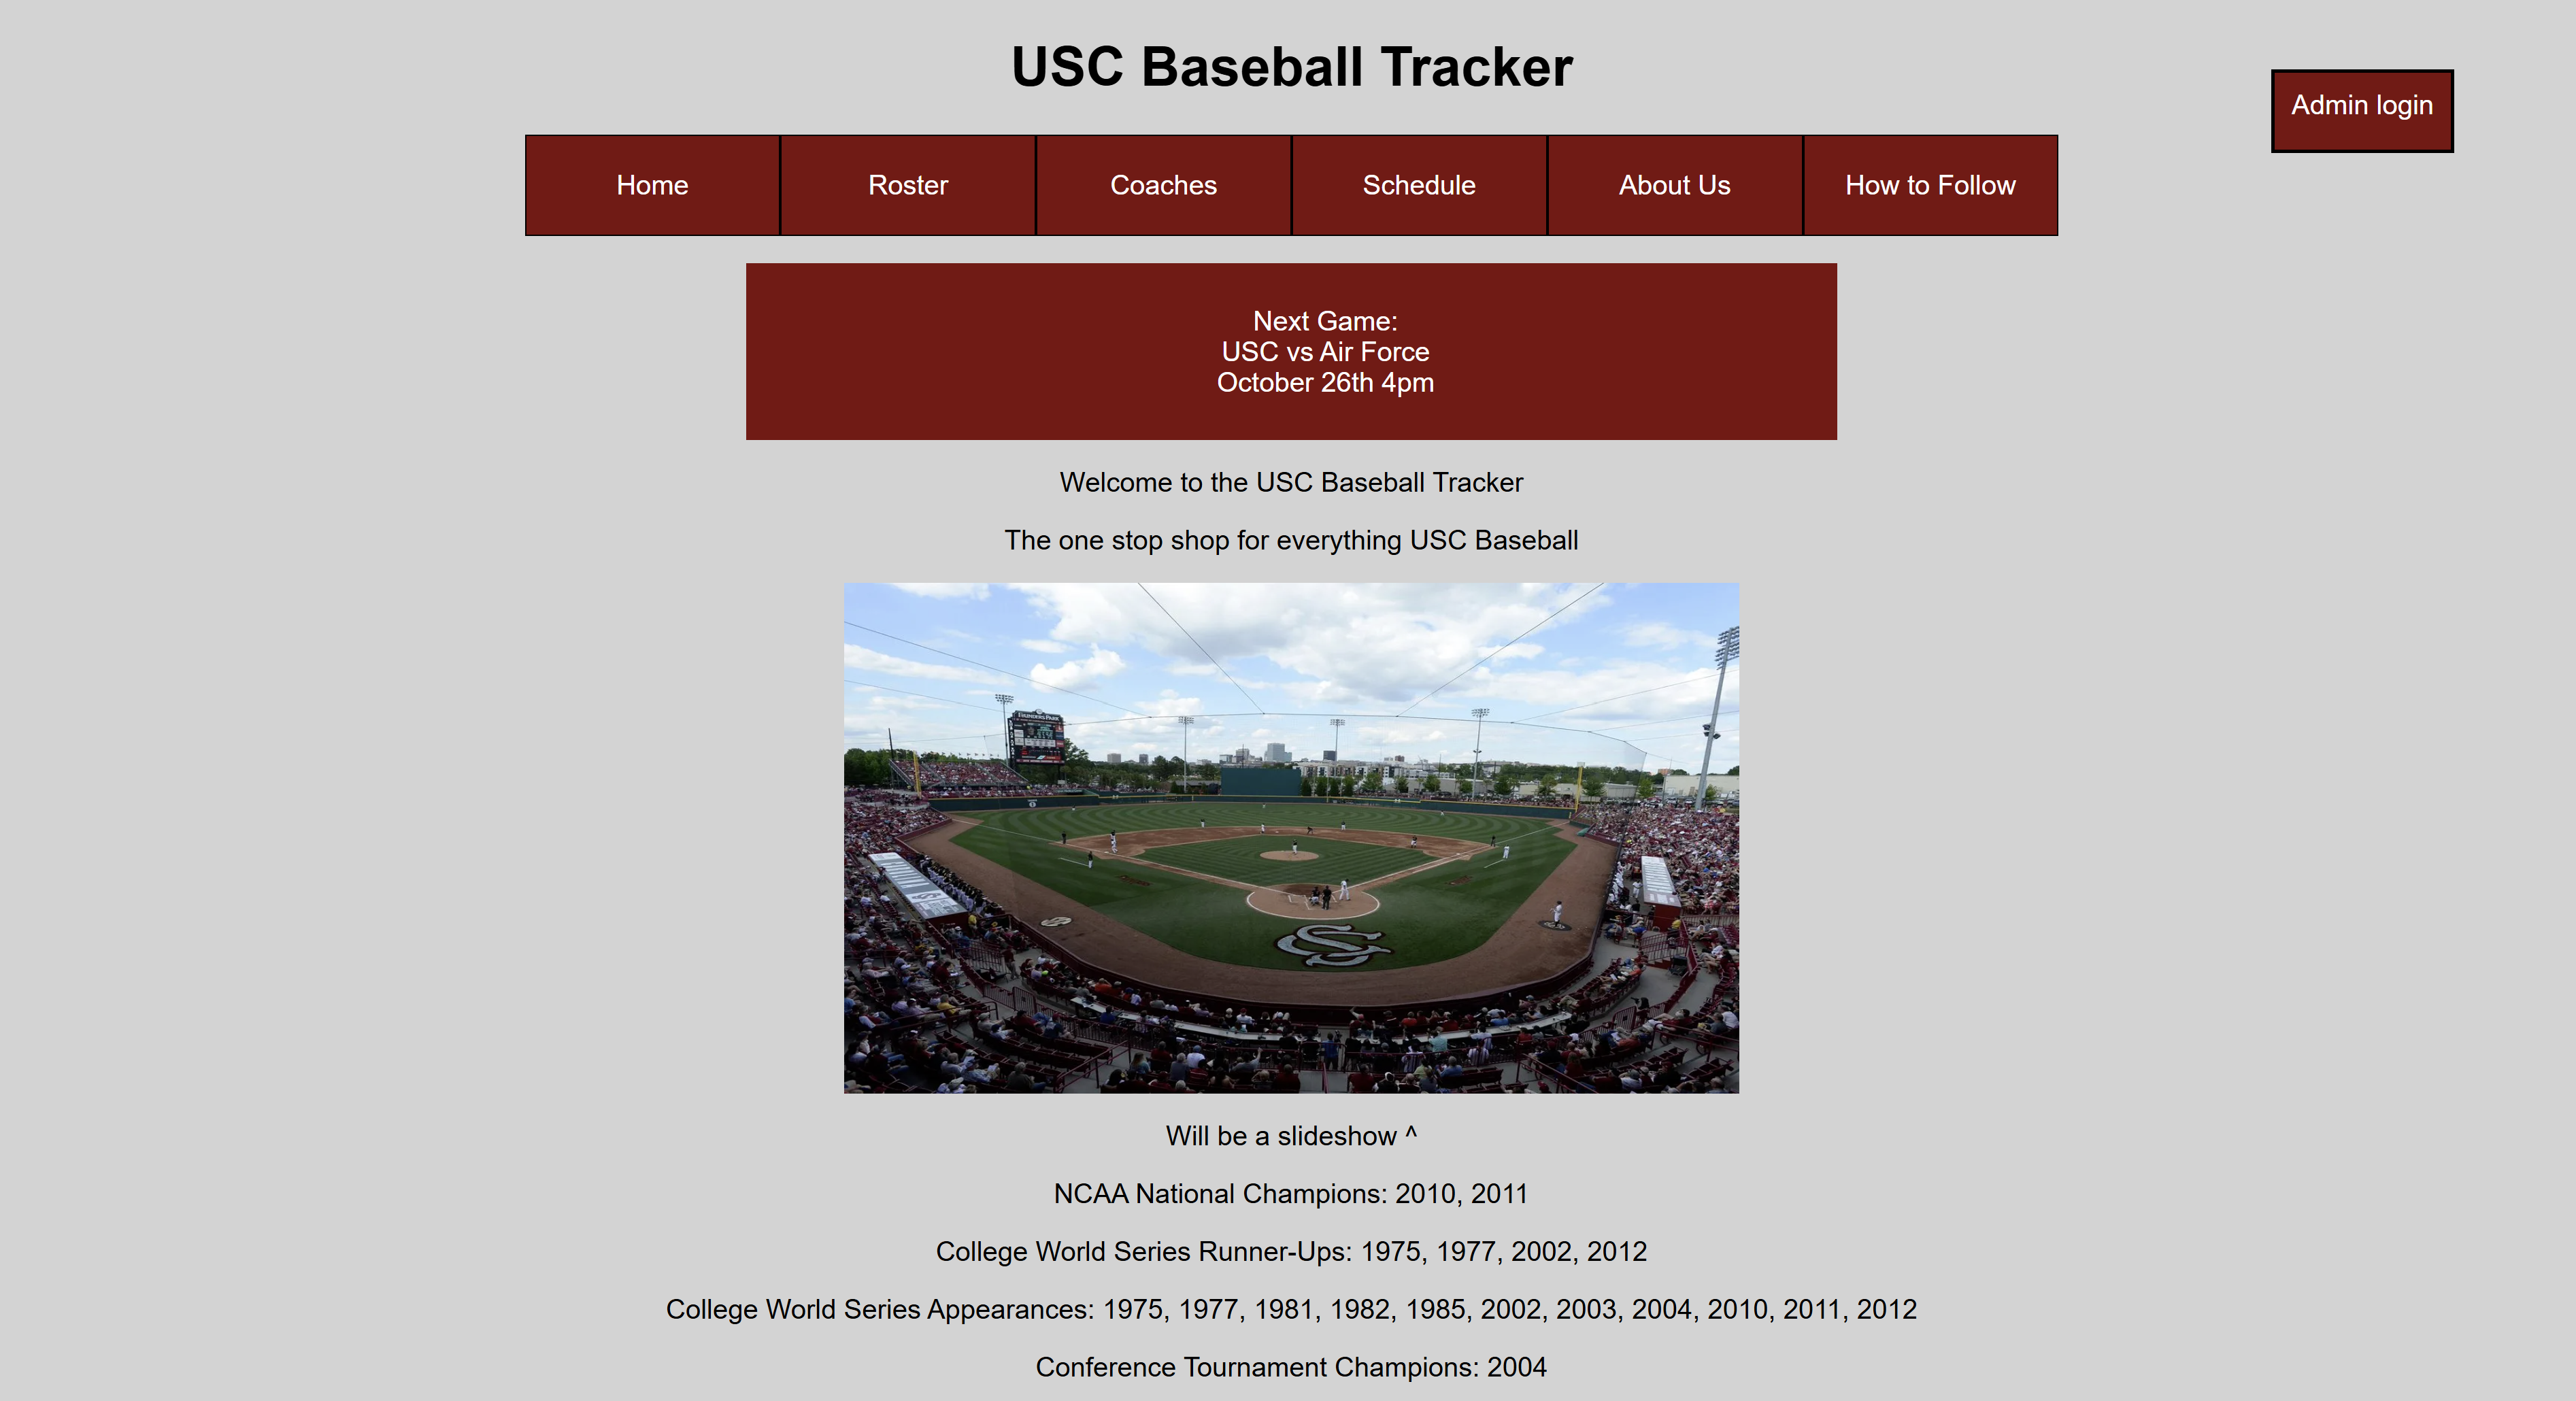 USC Baseball Tracker
Admin login
Home
Roster
Coaches
Schedule
About Us
How to Follow
Next Game:
USC vs Air Force
October 26th 4pm
Welcome to the USC Baseball Tracker
The one stop shop for everything USC Baseball
FOUNDERS PARK
SC
Will be a slideshow ^
NCAA National Champions: 2010, 2011
College World Series Runner-Ups: 1975, 1977, 2002, 2012
College World Series Appearances: 1975, 1977, 1981, 1982, 1985, 2002, 2003, 2004, 2010, 2011, 2012
Conference Tournament Champions: 2004